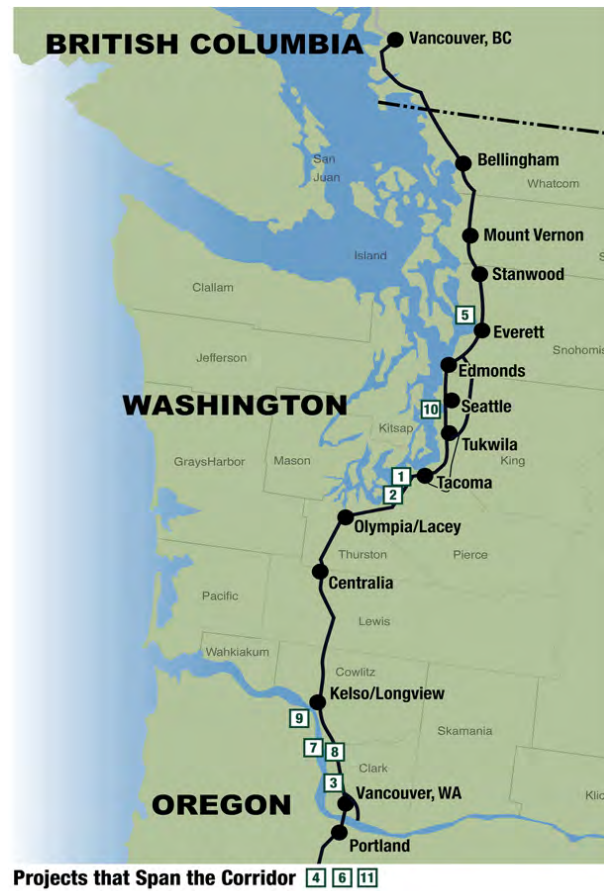 BRITISH COLUMBIA
Vancouver, BC
Bellingham
San
Juan
Whatcom
Mount Vernon
Island
Stanwood
S
Clallam
5
Everett
Snohomis
Jefferson
Edmonds
WASHINGTON
10
Seattle
Kitsap
Tukwila
GraysHarbor
Mason
King
1
Tacoma
2
Olympia/Lacey
Thurston
Pierce
Centralia
Pacific
Lewis
Wahkiakum
Cowlitz
Kelso/Longview
9
Skamania
7
8
Clark
3
Klic
OREGON
Vancouver, WA
Portland
Projects that Span the Corridor 4 6 11